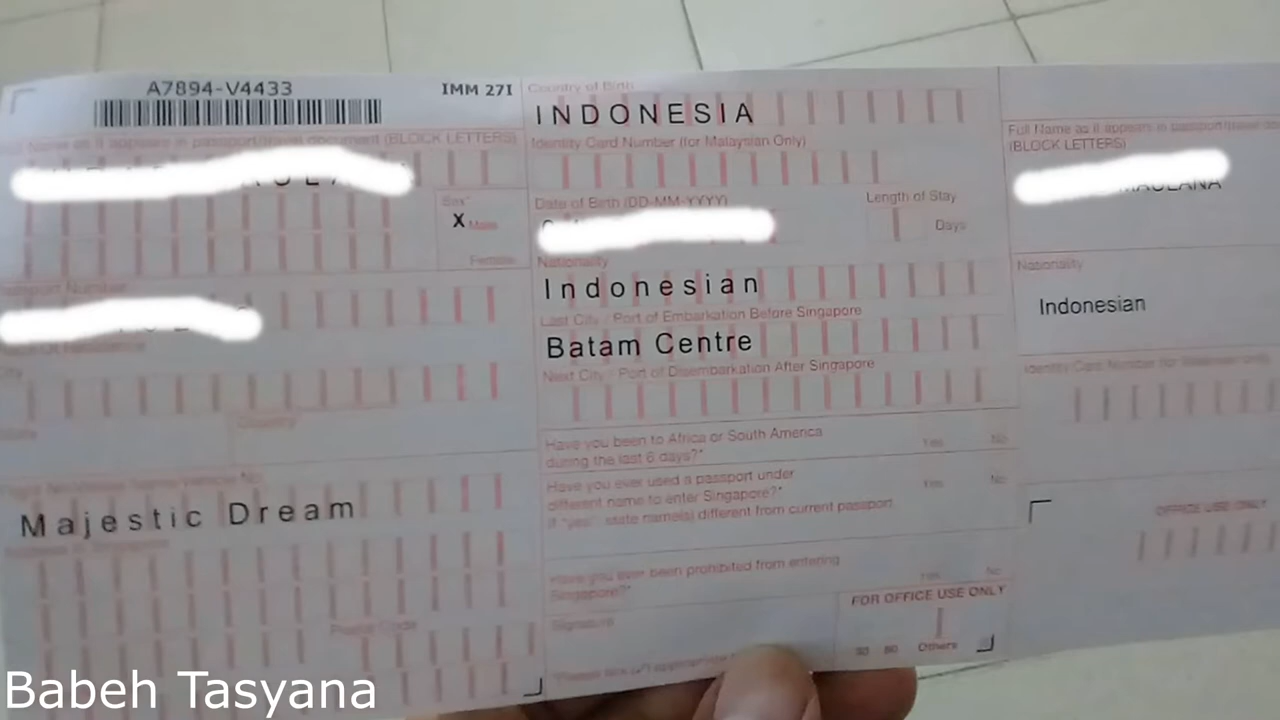 A7894-V4433
IMM 27I
Full Name as it appears in passport/travel document (BLOCK LETTERS)
Sex*
X Male
Female
Passport Number
City
State
Country
Majestic Dream
Postal Code
Country of Birth
INDONESIA
Identity Card Number (for Malaysian Only)
Date of Birth (DD-MM-YYYY)
Length of Stay
Days
Nationality
Indonesian
Last City / Port of Embarkation Before Singapore
Batam Centre
Next City / Port of Disembarkation After Singapore
Have you been to Africa or South America
during the last 6 days?*
Yes No
Have you ever used a passport under
different name to enter Singapore?*
If "yes", state name(s) different from current passport
Yes No
Have you ever been prohibited from entering
Singapore?*
Yes No
Signature
FOR OFFICE USE ONLY
Others
Full Name as it appears in passport/travel
(BLOCK LETTERS)
Nationality
Indonesian
Identity Card Number for Malaysian only
OFFICE USE ONLY
Babeh Tasyana